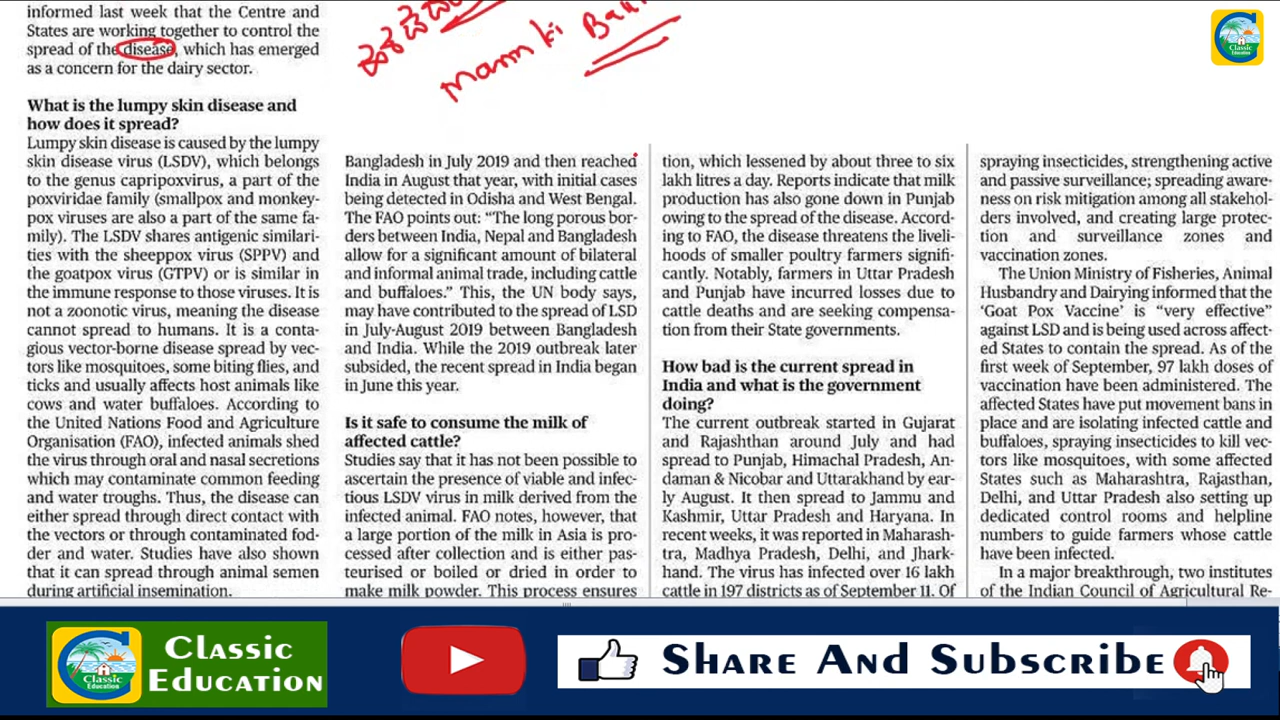 informed last week that the Centre and
States are working together to control the
spread of the disease, which has emerged
as a concern for the dairy sector.
What is the lumpy skin disease and
how does it spread?
Lumpy skin disease is caused by the lumpy
skin disease virus (LSDV), which belongs
to the genus capripoxvirus, a part of the
poxviridae family (smallpox and monkey-
pox viruses are also a part of the same fa-
mily). The LSDV shares antigenic similari-
ties with the sheeppox virus (SPPV) and
the goatpox virus (GTPV) or is similar in
the immune response to those viruses. It is
not a zoonotic virus, meaning the disease
cannot spread to humans. It is a conta-
gious vector-borne disease spread by vec-
tors like mosquitoes, some biting flies, and
ticks and usually affects host animals like
cows and water buffaloes. According to
the United Nations Food and Agriculture
Organisation (FAO), infected animals shed
the virus through oral and nasal secretions
which may contaminate common feeding
and water troughs. Thus, the disease can
either spread through direct contact with
the vectors or through contaminated fod-
der and water. Studies have also shown
that it can spread through animal semen
during artificial insemination.
Mann ki
Bangladesh in July 2019 and then reached
India in August that year, with initial cases
being detected in Odisha and West Bengal.
The FAO points out: “The long porous bor-
ders between India, Nepal and Bangladesh
allow for a significant amount of bilateral
and informal animal trade, including cattle
and buffaloes.” This, the UN body says,
may have contributed to the spread of LSD
in July-August 2019 between Bangladesh
and India. While the 2019 outbreak later
subsided, the recent spread in India began
in June this year.
Is it safe to consume the milk of
affected cattle?
Studies say that it has not been possible to
ascertain the presence of viable and infec-
tious LSDV virus in milk derived from the
infected animal. FAO notes, however, that
a large portion of the milk in Asia is pro-
cessed after collection and is either pas-
teurised or boiled or dried in order to
make milk powder. This process ensures
tion, which lessened by about three to six
lakh litres a day. Reports indicate that milk
production has also gone down in Punjab
owing to the spread of the disease. Accord-
ing to FAO, the disease threatens the liveli-
hoods of smaller poultry farmers signifi-
cantly. Notably, farmers in Uttar Pradesh
and Punjab have incurred losses due to
cattle deaths and are seeking compensa-
tion from their State governments.
How bad is the current spread in
India and what is the government
doing?
The current outbreak started in Gujarat
and Rajashthan around July and had
spread to Punjab, Himachal Pradesh, An-
daman & Nicobar and Uttarakhand by ear-
ly August. It then spread to Jammu and
Kashmir, Uttar Pradesh and Haryana. In
recent weeks, it was reported in Maharash-
tra, Madhya Pradesh, Delhi, and Jhark-
hand. The virus has infected over 16 lakh
cattle in 197 districts as of September 11. Of
spraying insecticides, strengthening active
and passive surveillance; spreading aware-
ness on risk mitigation among all stakehol-
ders involved, and creating large protec-
tion and surveillance zones and
vaccination zones.
The Union Ministry of Fisheries, Animal
Husbandry and Dairying informed that the
‘Goat Pox Vaccine’ is “very effective”
against LSD and is being used across affect-
ed States to contain the spread. As of the
first week of September, 97 lakh doses of
vaccination have been administered. The
affected States have put movement bans in
place and are isolating infected cattle and
buffaloes, spraying insecticides to kill vec-
tors like mosquitoes, with some affected
States such as Maharashtra, Rajasthan,
Delhi, and Uttar Pradesh also setting up
dedicated control rooms and helpline
numbers to guide farmers whose cattle
have been infected.
In a major breakthrough, two institutes
of the Indian Council of Agricultural Re-
Classic
Education
Classic
Education
Classic
Education
SHARE AND SUBSCRIBE